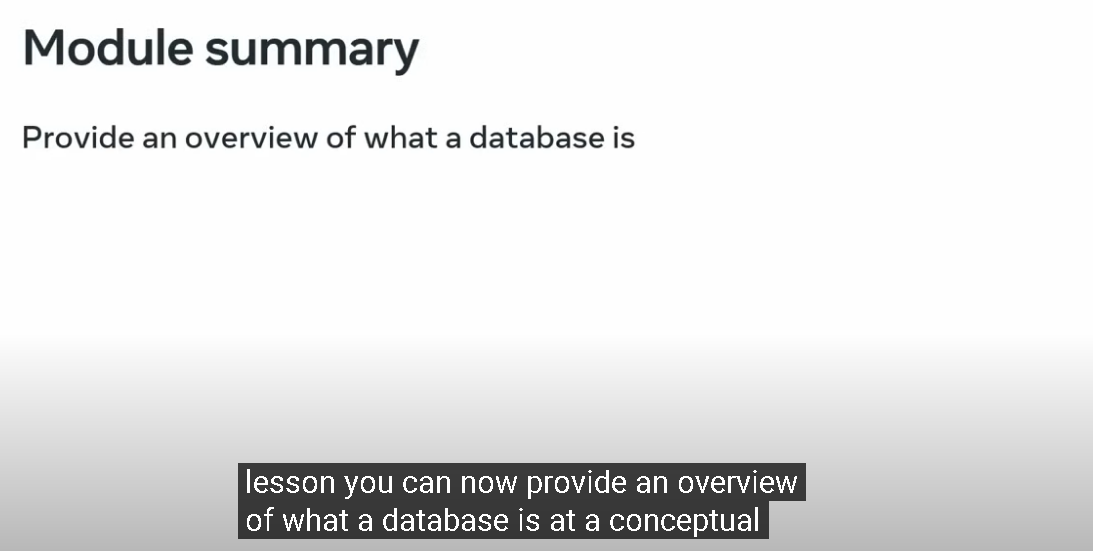 Module summary
Provide an overview of what a database is
lesson you can now provide an overview
of what a database is at a conceptual